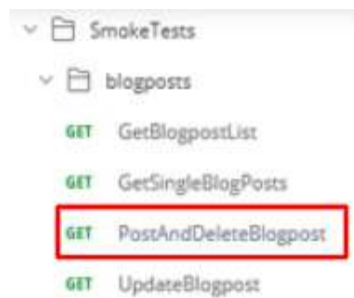 SmokeTests
blogposts
GET GetBlogpostList
GET GetSingleBlogPosts
GET PostAndDeleteBlogpost
GET UpdateBlogpost